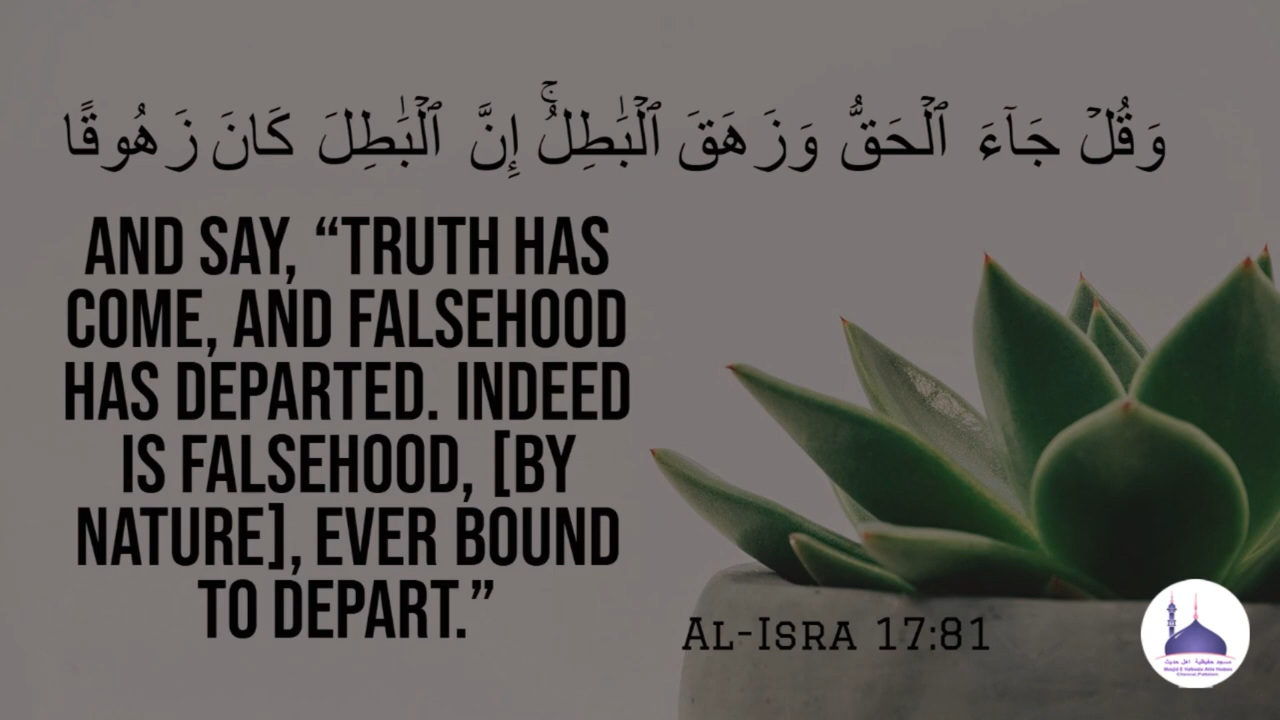 وَقُلۡ جَآءَ ٱلۡحَقُّ وَزَهَقَ ٱلۡبَٰطِلُۚ إِنَّ ٱلۡبَٰطِلَ كَانَ زَهُوقًا
AND SAY, “TRUTH HAS
COME, AND FALSEHOOD
HAS DEPARTED. INDEED
IS FALSEHOOD, [BY
NATURE], EVER BOUND
TO DEPART.”
AL-ISRA 17:81